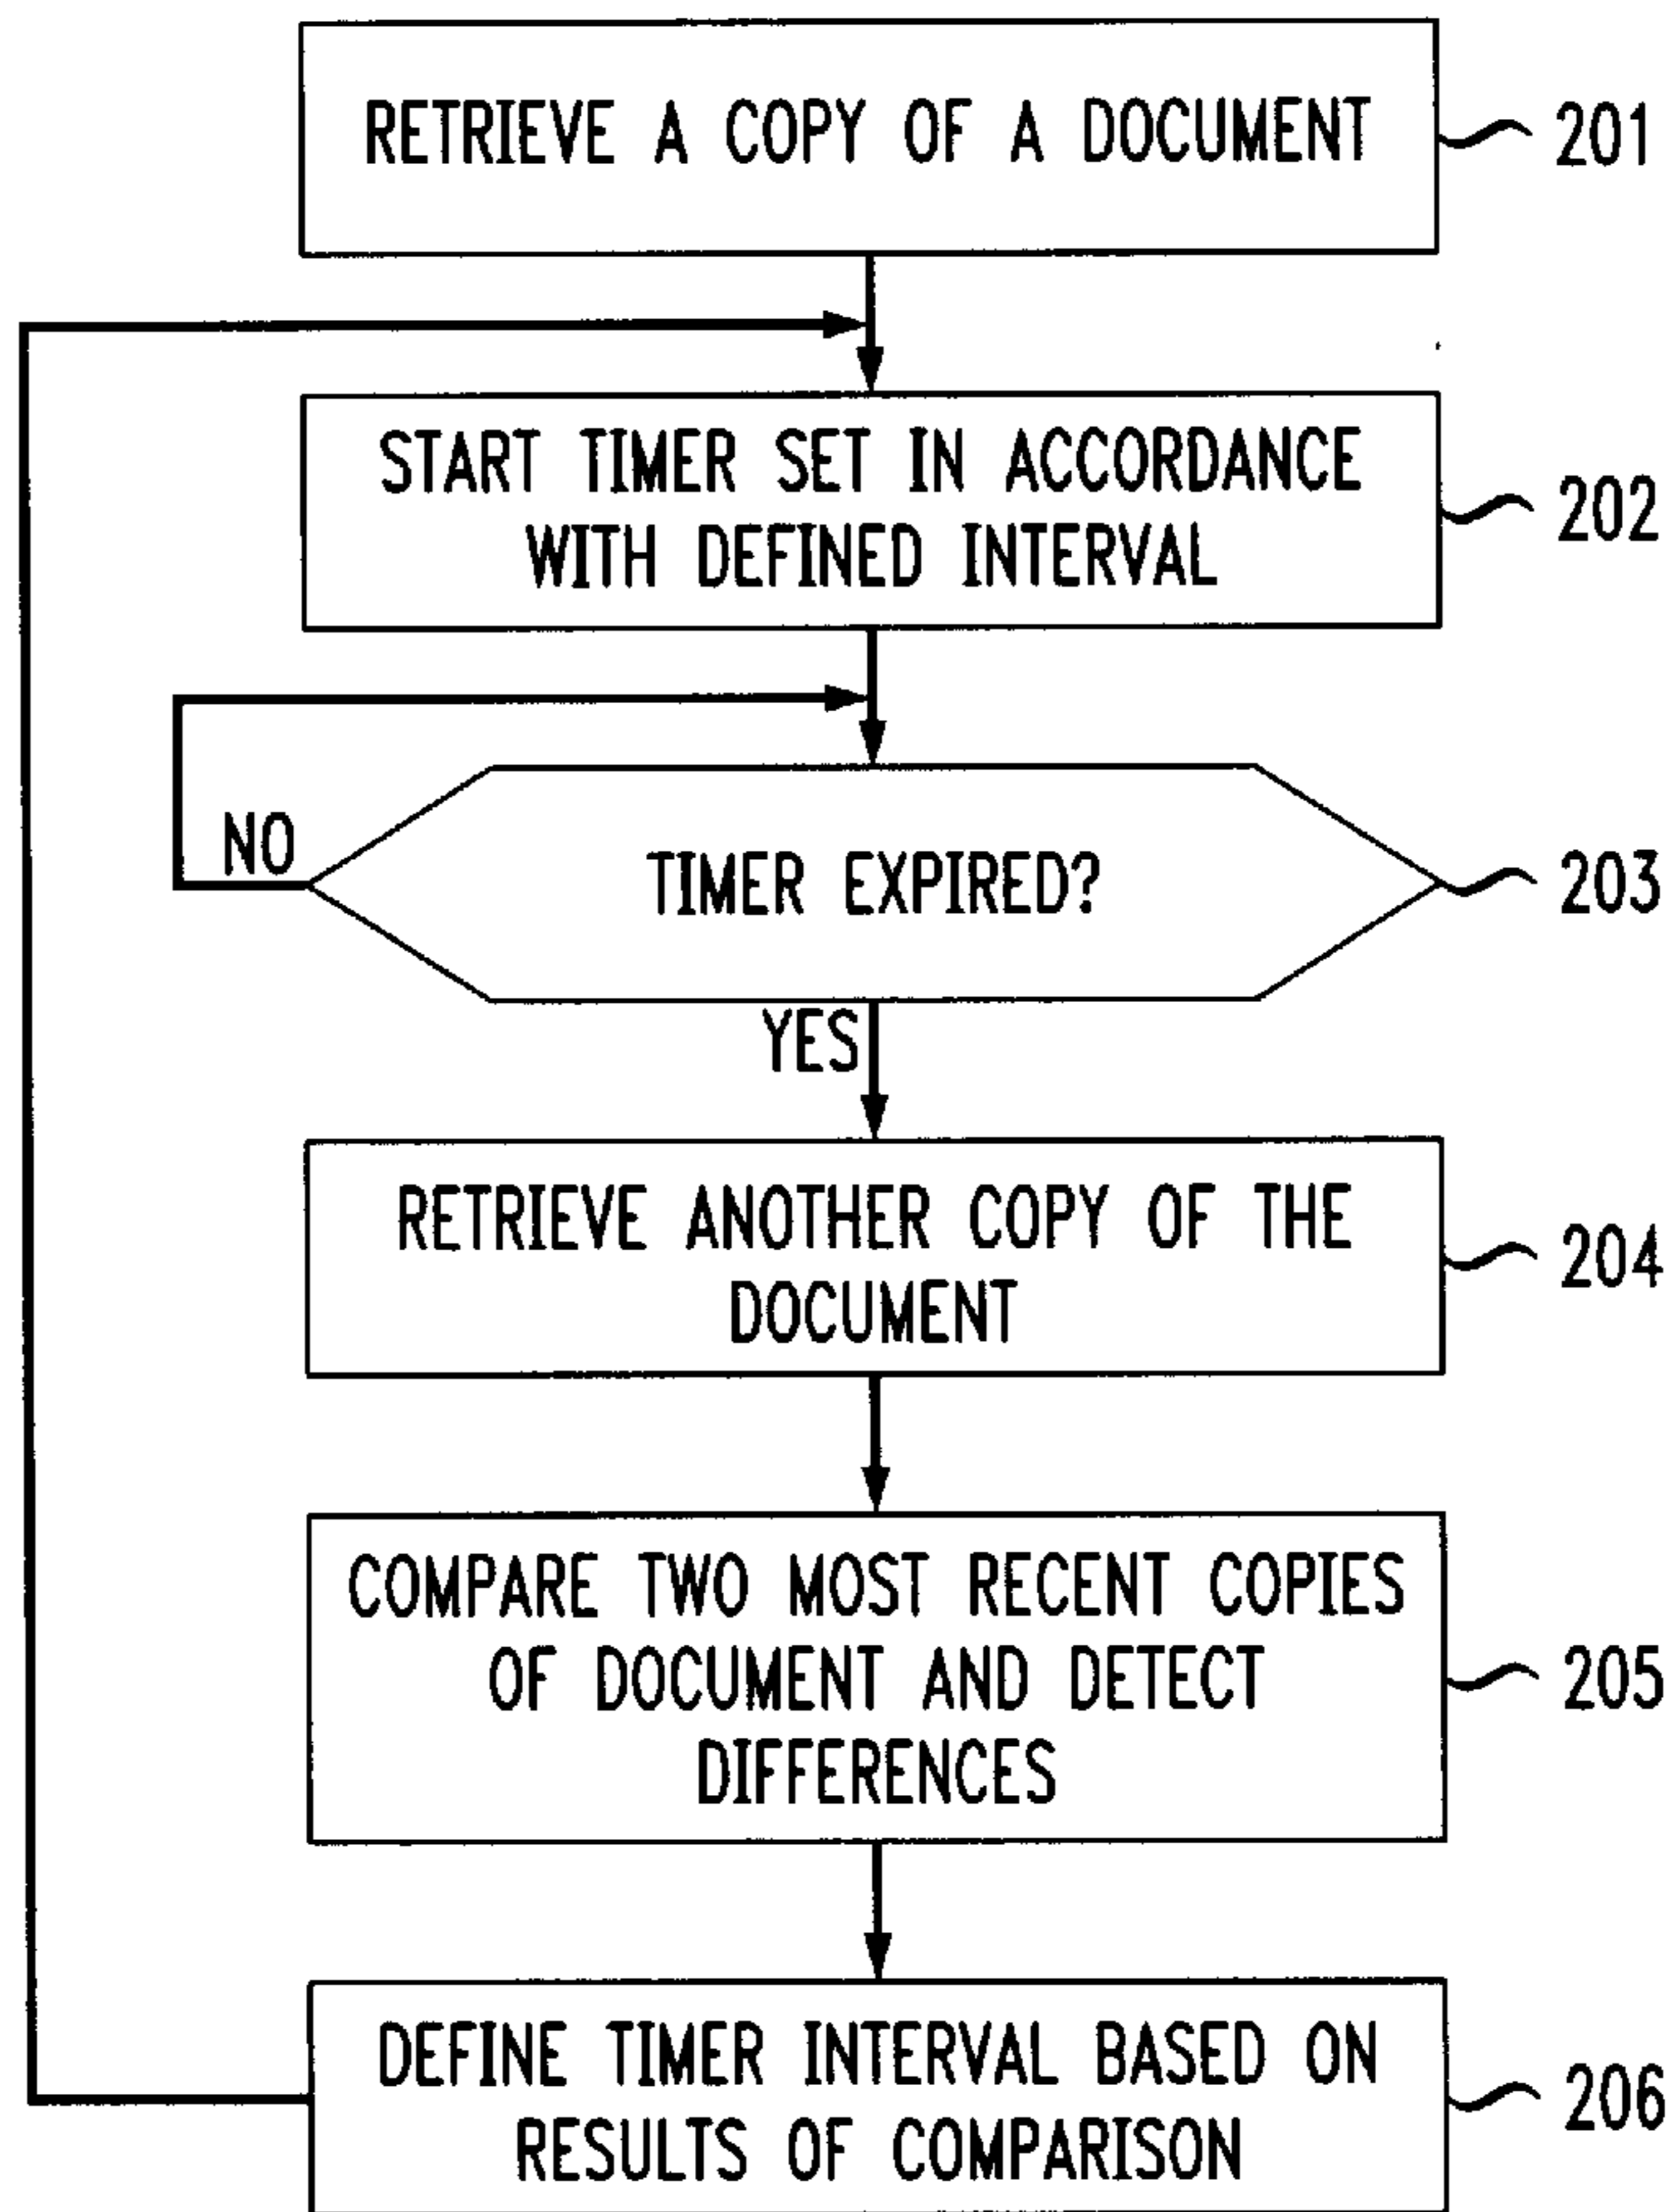 RETRIEVE A COPY OF A DOCUMENT
201
START TIMER SET IN ACCORDANCE
WITH DEFINED INTERVAL
202
NO
TIMER EXPIRED?
203
YES
RETRIEVE ANOTHER COPY OF THE
DOCUMENT
204
COMPARE TWO MOST RECENT COPIES
OF DOCUMENT AND DETECT
DIFFERENCES
205
DEFINE TIMER INTERVAL BASED ON
RESULTS OF COMPARISON
206